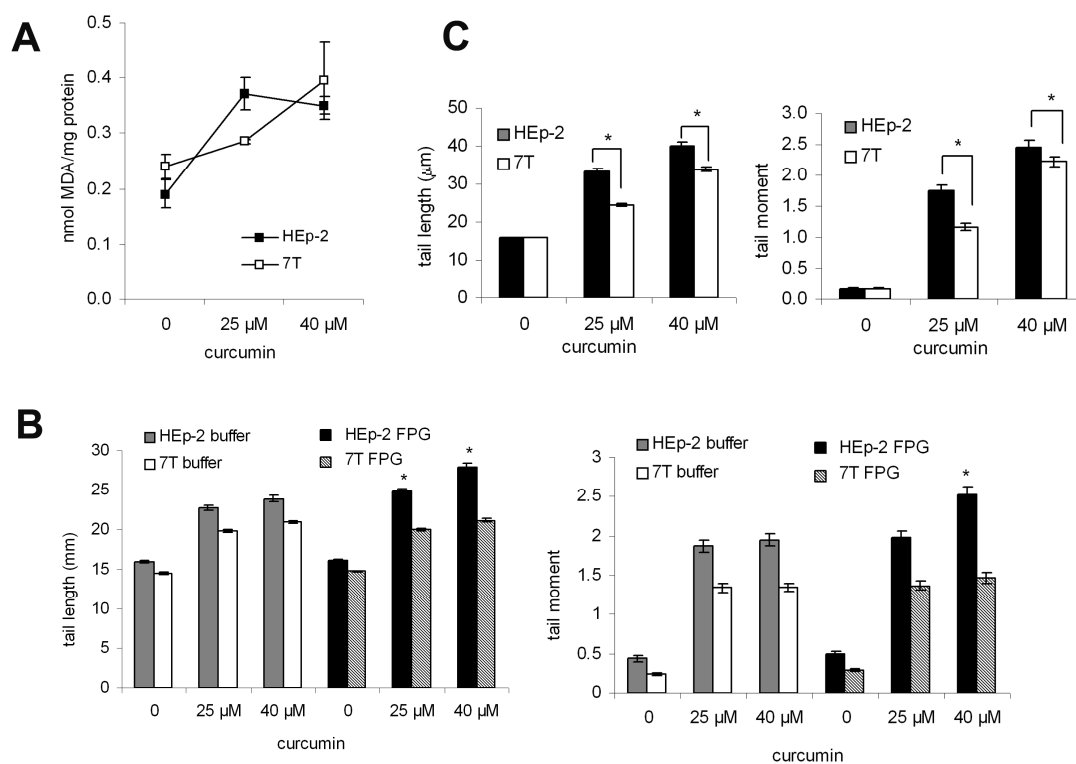 A
nmol MDA/mg protein
0.5
0.4
0.3
0.2
0.1
0.0
HEp-2
7T
0 25 µM 40 µM
curcumin
C
tail length (µm)
50
40
30
20
10
0
HEp-2
7T
*
*
0 25 µM 40 µM
curcumin
tail moment
3.0
2.5
2.0
1.5
1.0
0.5
0.0
HEp-2
7T
*
*
0 25 µM 40 µM
curcumin
B
HEp-2 buffer HEp-2 FPG
7T buffer 7T FPG
tail length (mm)
30
25
20
15
10
5
0
*
*
0 25 µM 40 µM 0 25 µM 40 µM
curcumin
HEp-2 buffer HEp-2 FPG
7T buffer 7T FPG
tail moment
3
2.5
2
1.5
1
0.5
0
*
0 25 µM 40 µM 0 25 µM 40 µM
curcumin